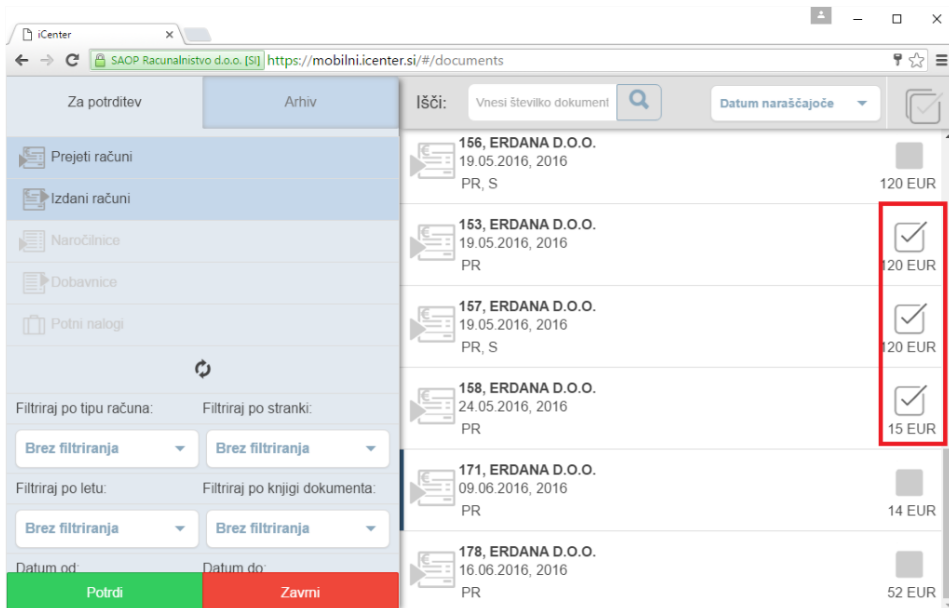 iCenter
SAOP Racunalnistvo d.o.o. [SI] https://mobilni.icenter.si/#/documents
Za potrditev
Arhiv
Prejeti računi
Izdani računi
Naročilnice
Dobavnice
Potni nalogi
Filtriraj po tipu računa:
Filtriraj po stranki:
Brez filtriranja
Brez filtriranja
Filtriraj po letu:
Filtriraj po knjigi dokumenta:
Brez filtriranja
Brez filtriranja
Datum od:
Datum do:
Potrdi
Zavrni
Išči:
Vnesi številko dokument
Datum naraščajoče
156, ERDANA D.O.O.
19.05.2016, 2016
PR, S
120 EUR
153, ERDANA D.O.O.
19.05.2016, 2016
PR
120 EUR
157, ERDANA D.O.O.
19.05.2016, 2016
PR, S
120 EUR
158, ERDANA D.O.O.
24.05.2016, 2016
PR
15 EUR
171, ERDANA D.O.O.
09.06.2016, 2016
PR
14 EUR
178, ERDANA D.O.O.
16.06.2016, 2016
PR
52 EUR